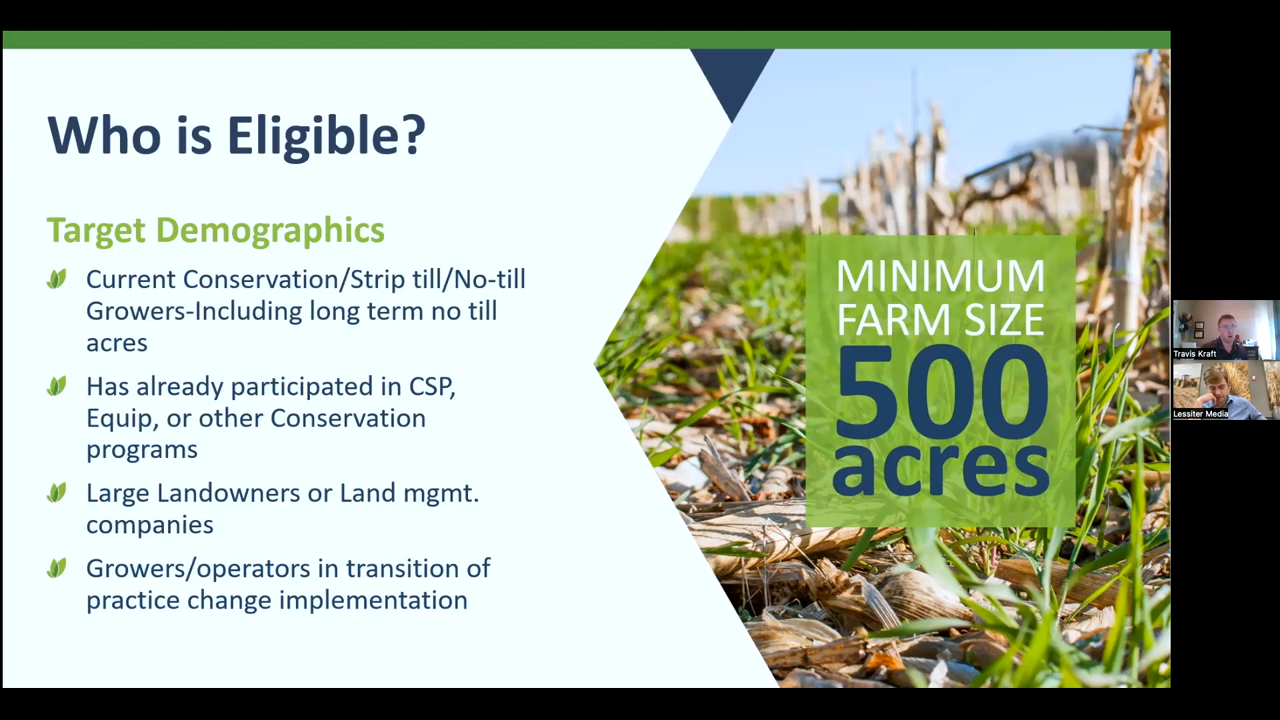 Who is Eligible?
Target Demographics
Current Conservation/Strip till/No-till
Growers-Including long term no till
acres
Has already participated in CSP,
Equip, or other Conservation
programs
Large Landowners or Land mgmt.
companies
Growers/operators in transition of
practice change implementation
MINIMUM
FARM SIZE
500
acres
Travis Kraft
Lessiter Media